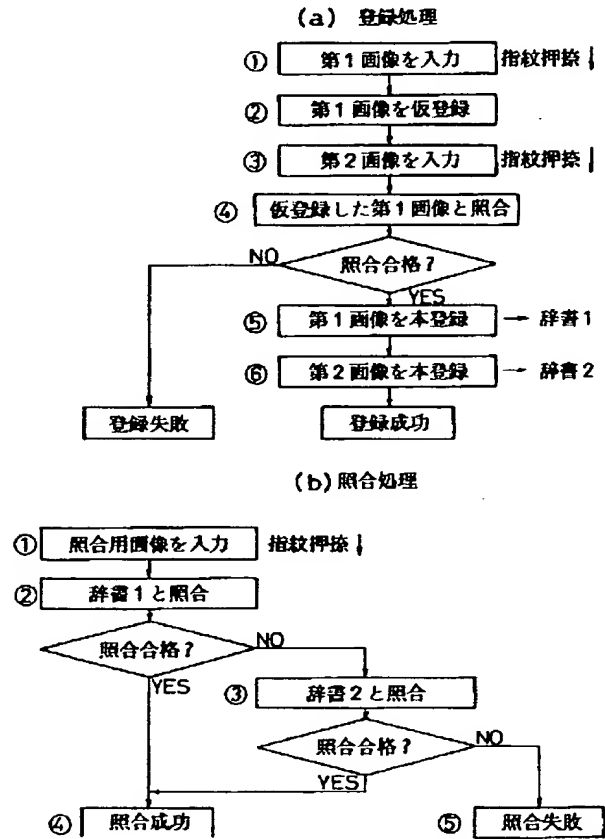 (a) 登録処理
① 第1画像を入力 指紋押捺↓
② 第1画像を仮登録
③ 第2画像を入力 指紋押捺↓
④ 仮登録した第1画像と照合
NO 照合合格?
YES
⑤ 第1画像を本登録 → 辞書1
⑥ 第2画像を本登録 → 辞書2
登録失敗 登録成功
(b) 照合処理
① 照合用画像を入力 指紋押捺↓
② 辞書1と照合
照合合格? NO
YES
③ 辞書2と照合
照合合格? NO
YES
④ 照合成功 ⑤ 照合失敗